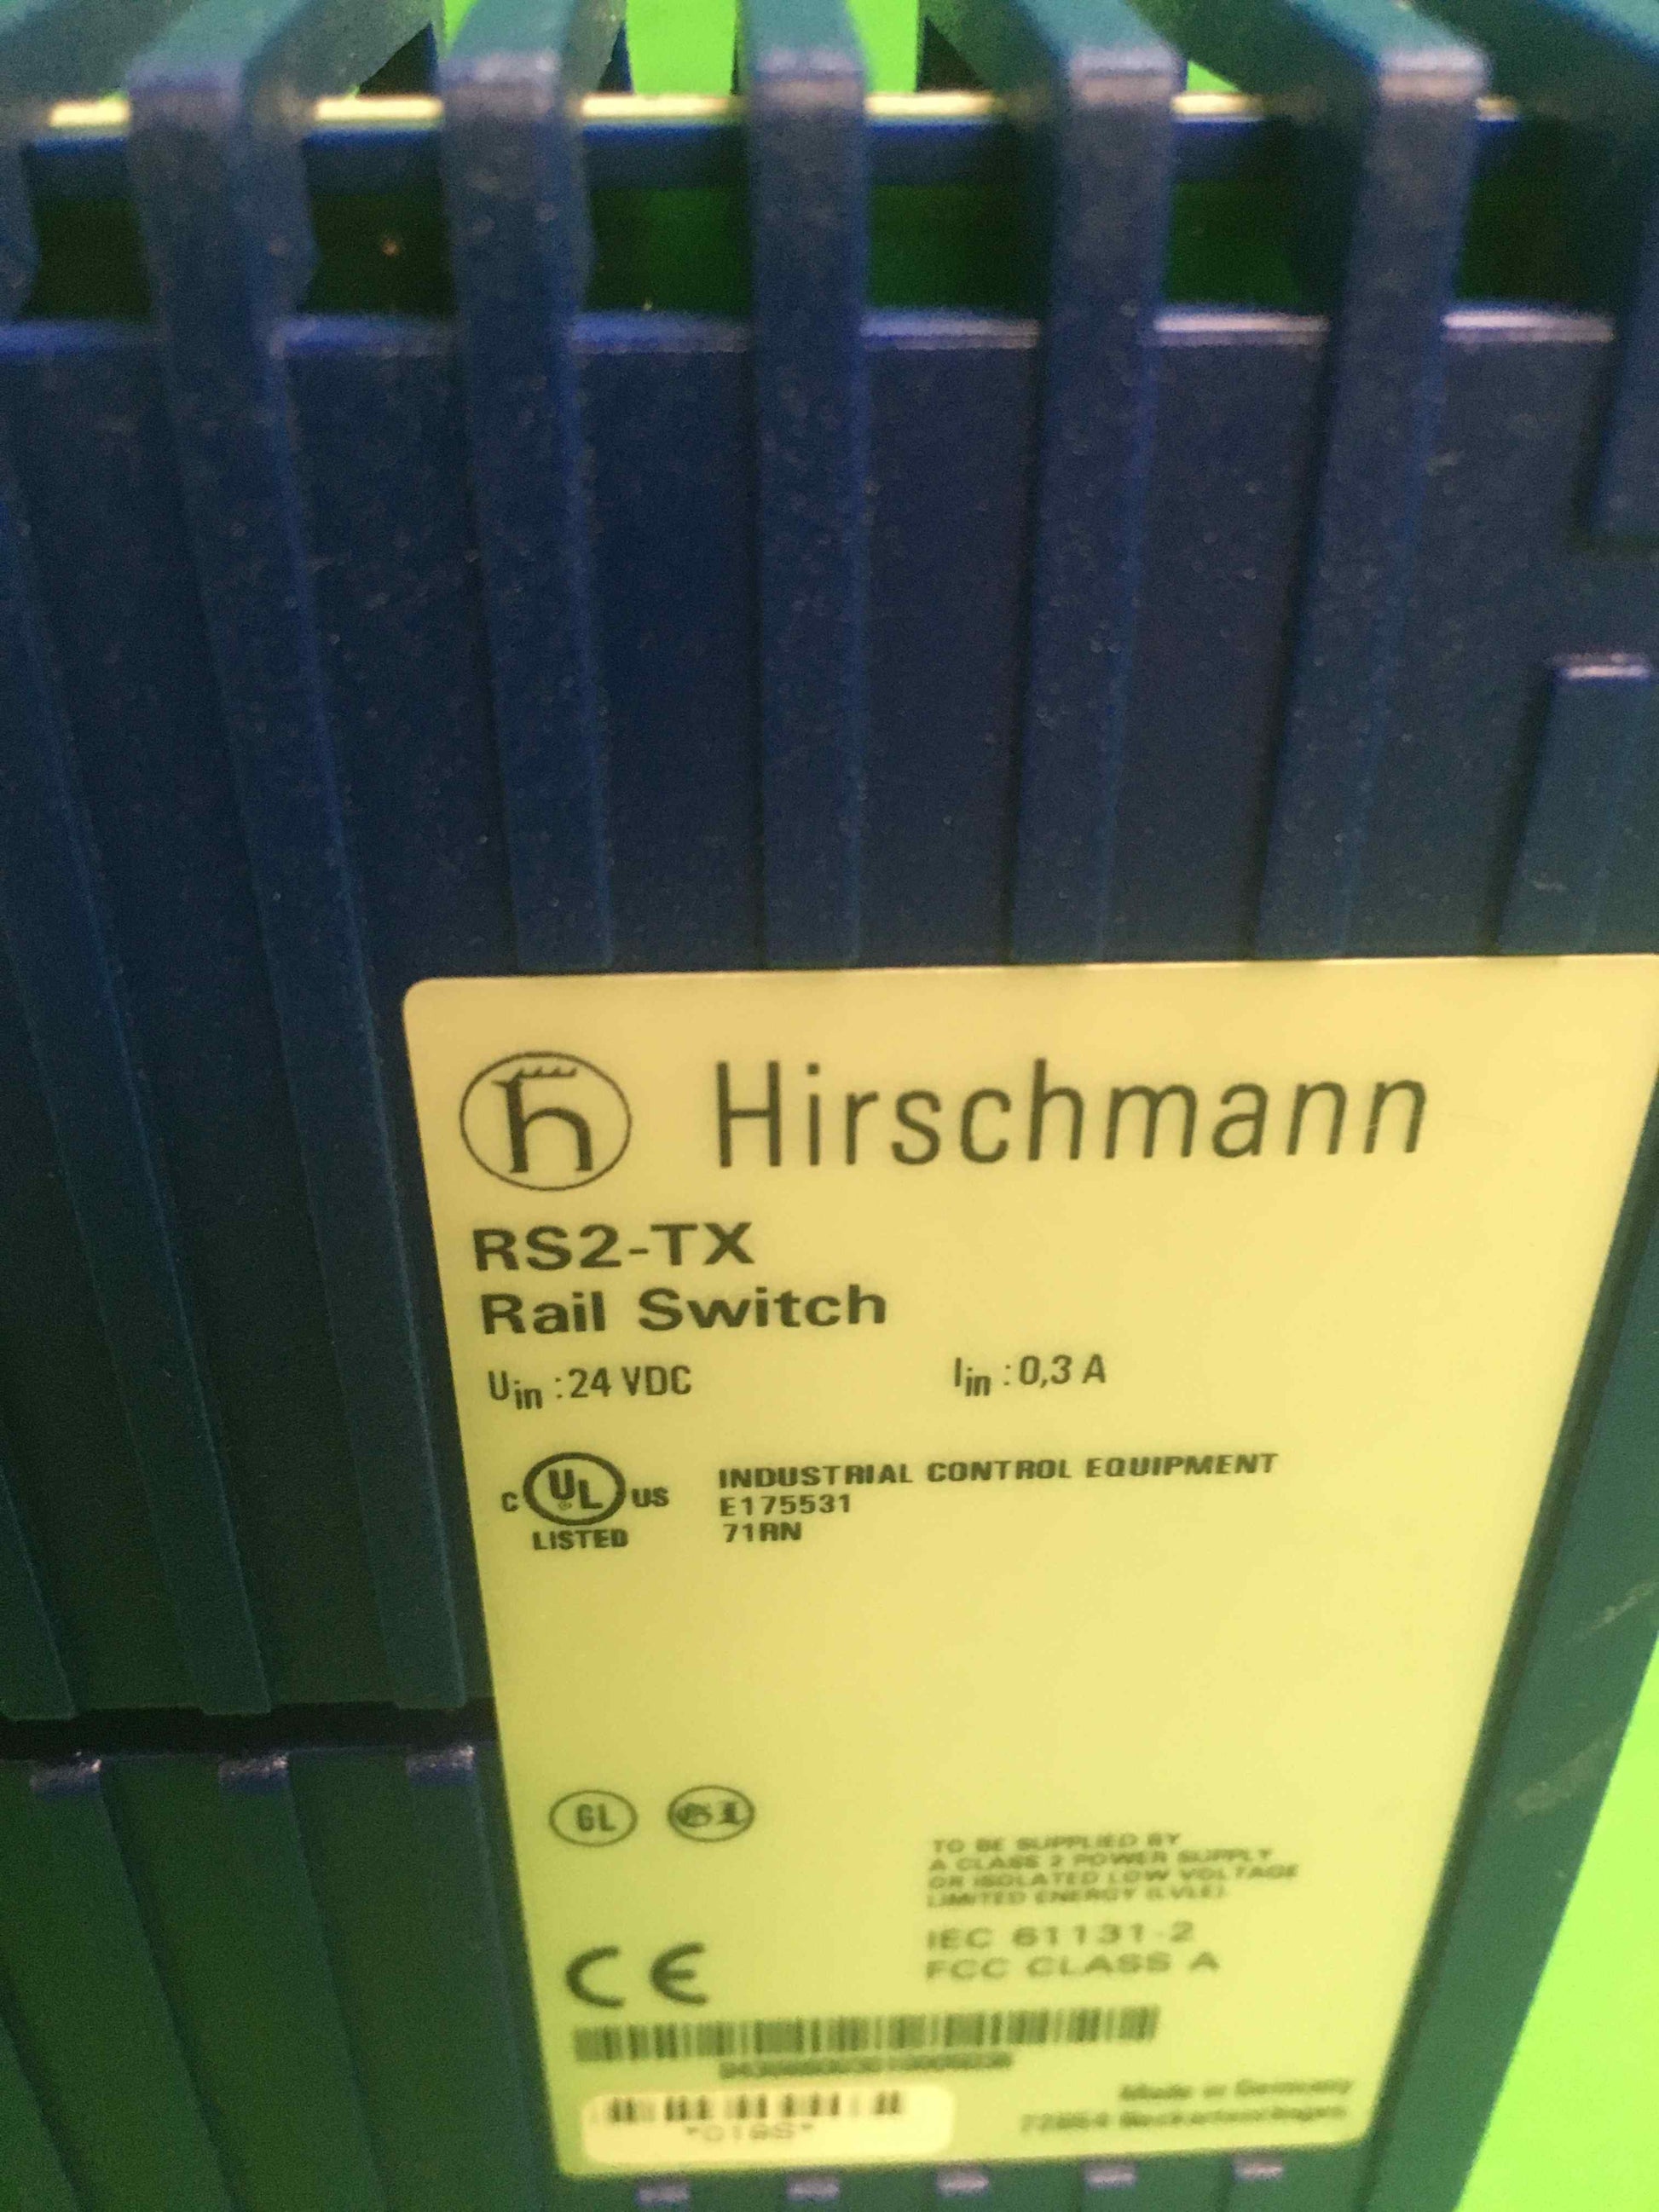 Hirschmann
RS2-TX
Rail Switch
Uin : 24 VDC Iin : 0,3 A
C UL US LISTED
INDUSTRIAL CONTROL EQUIPMENT
E175531
71RN
GL GL
TO BE SUPPLIED BY
A CLASS 2 POWER SUPPLY
OR ISOLATED LOW VOLTAGE
LIMITED ENERGY (LVLE)
IEC 61131-2
FCC CLASS A
CE
Made in Germany